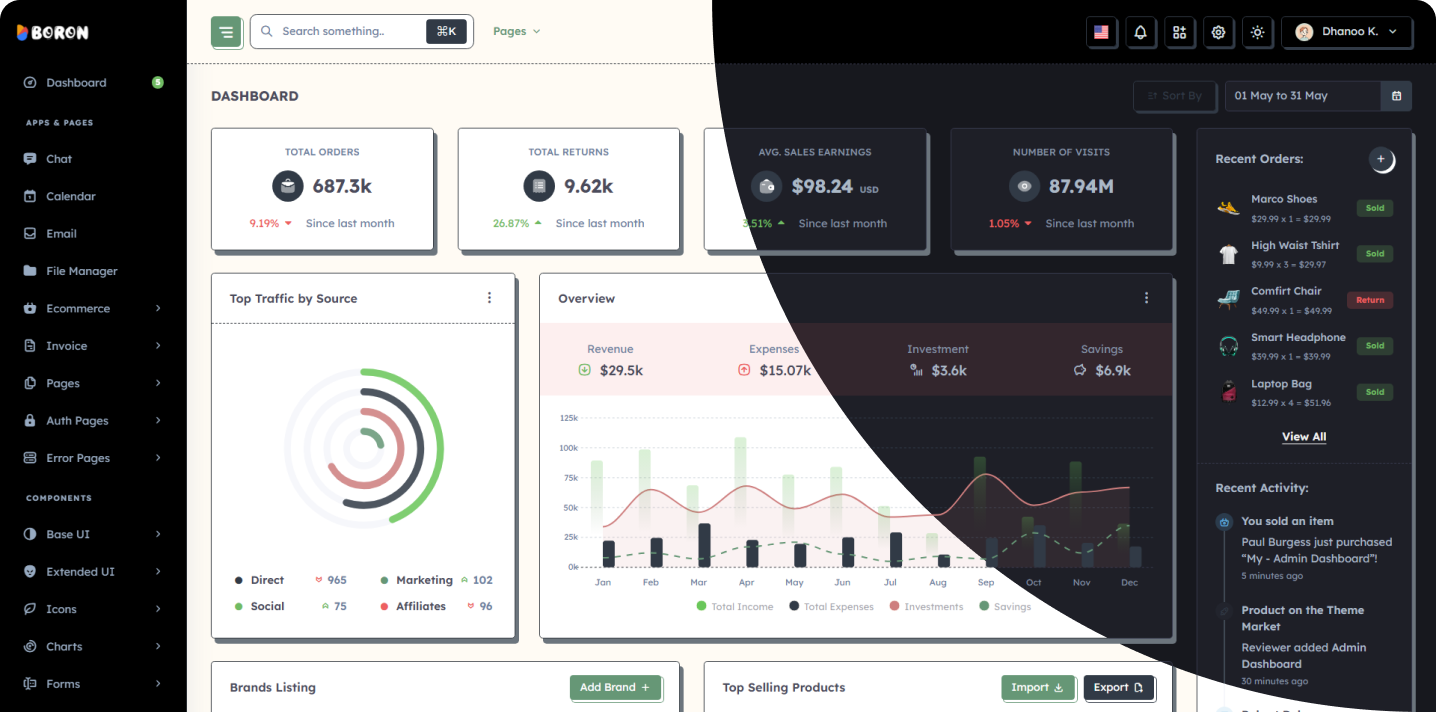 BORON
Search something..
⌘K
Pages
Dhanoo K.
Dashboard
5
APPS & PAGES
Chat
Calendar
Email
File Manager
Ecommerce
Invoice
Pages
Auth Pages
Error Pages
COMPONENTS
Base UI
Extended UI
Icons
Charts
Forms
DASHBOARD
Sort By
01 May to 31 May
TOTAL ORDERS
687.3k
9.19%
Since last month
TOTAL RETURNS
9.62k
26.87%
Since last month
AVG. SALES EARNINGS
$98.24 USD
3.51%
Since last month
NUMBER OF VISITS
87.94M
1.05%
Since last month
Top Traffic by Source
Direct
965
Marketing
102
Social
75
Affiliates
96
Overview
Revenue
$29.5k
Expenses
$15.07k
Investment
$3.6k
Savings
$6.9k
125k
100k
75k
50k
25k
0k
Jan Feb Mar Apr May Jun Jul Aug Sep Oct Nov Dec
Total Income Total Expenses Investments Savings
Brands Listing
Add Brand +
Top Selling Products
Import
Export
Recent Orders:
+
Marco Shoes
$29.99 x 1 = $29.99
Sold
High Waist Tshirt
$9.99 x 3 = $29.97
Sold
Comfirt Chair
$49.99 x 1 = $49.99
Return
Smart Headphone
$39.99 x 1 = $39.99
Sold
Laptop Bag
$12.99 x 4 = $51.96
Sold
View All
Recent Activity:
You sold an item
Paul Burgess just purchased
“My - Admin Dashboard”!
5 minutes ago
Product on the Theme
Market
Reviewer added Admin
Dashboard
30 minutes ago